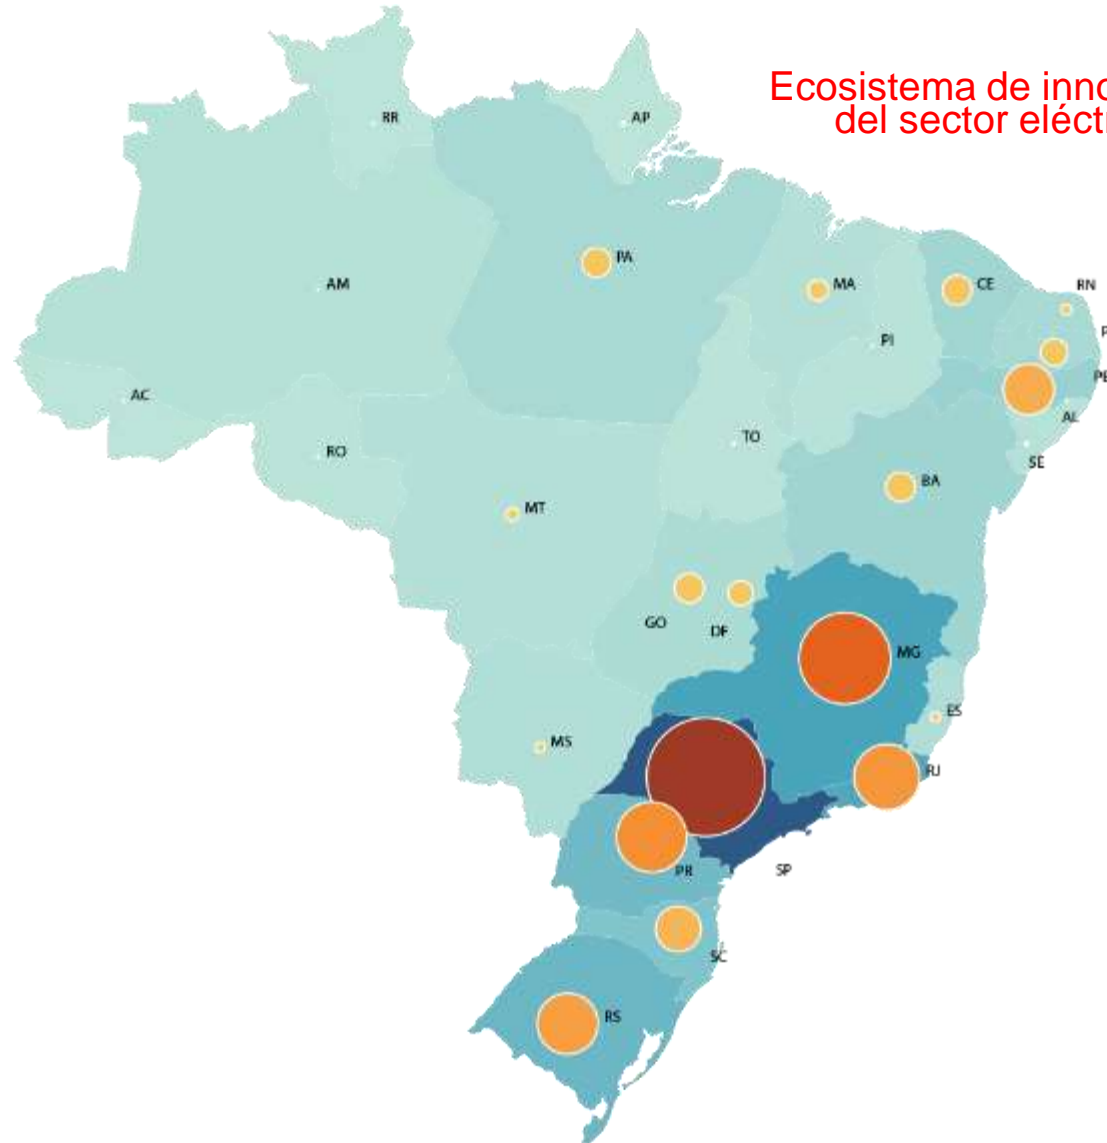 Ecosistema de inno
del sector eléctr
RR
AP
PA
AM
MA
CE
RN
PI
P
AC
PE
AL
TO
RO
SE
BA
MT
GO
DF
MG
ES
MS
RJ
PR
SP
SC
RS